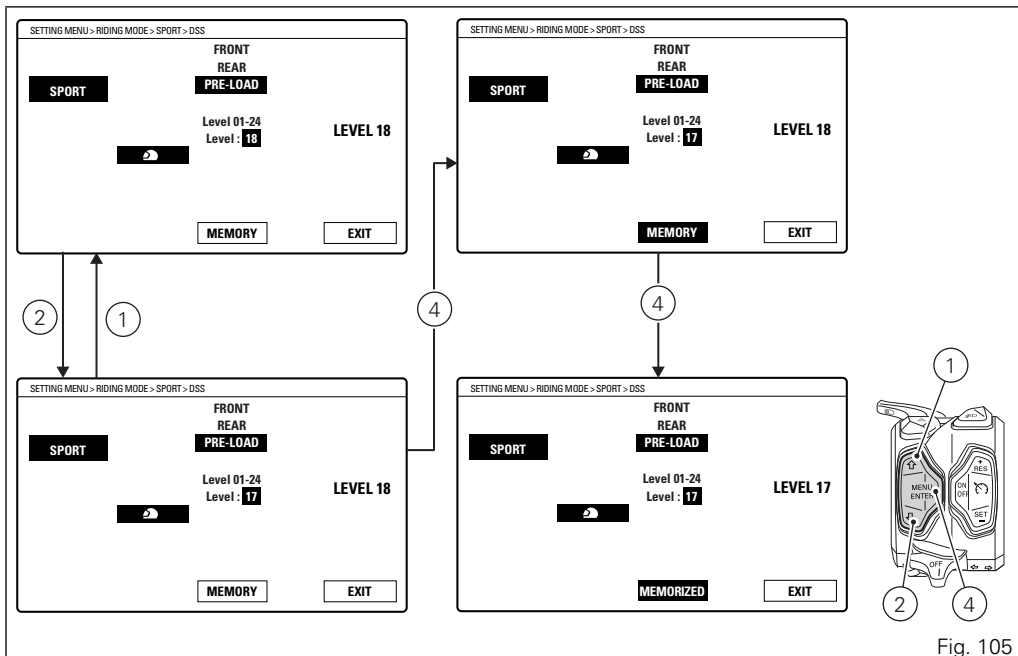 SETTING MENU > RIDING MODE > SPORT > DSS
FRONT
REAR
PRE-LOAD
SPORT
Level 01-24
Level : 18
LEVEL 18
MEMORY
EXIT
SETTING MENU > RIDING MODE > SPORT > DSS
FRONT
REAR
PRE-LOAD
SPORT
Level 01-24
Level : 17
LEVEL 18
MEMORY
EXIT
2
1
4
4
SETTING MENU > RIDING MODE > SPORT > DSS
FRONT
REAR
PRE-LOAD
SPORT
Level 01-24
Level : 17
LEVEL 18
MEMORY
EXIT
SETTING MENU > RIDING MODE > SPORT > DSS
FRONT
REAR
PRE-LOAD
SPORT
Level 01-24
Level : 17
LEVEL 17
MEMORIZED
EXIT
1
+
RES
MENU
ENTER
ON
OFF
SET
-
OFF
2
4
Fig. 105